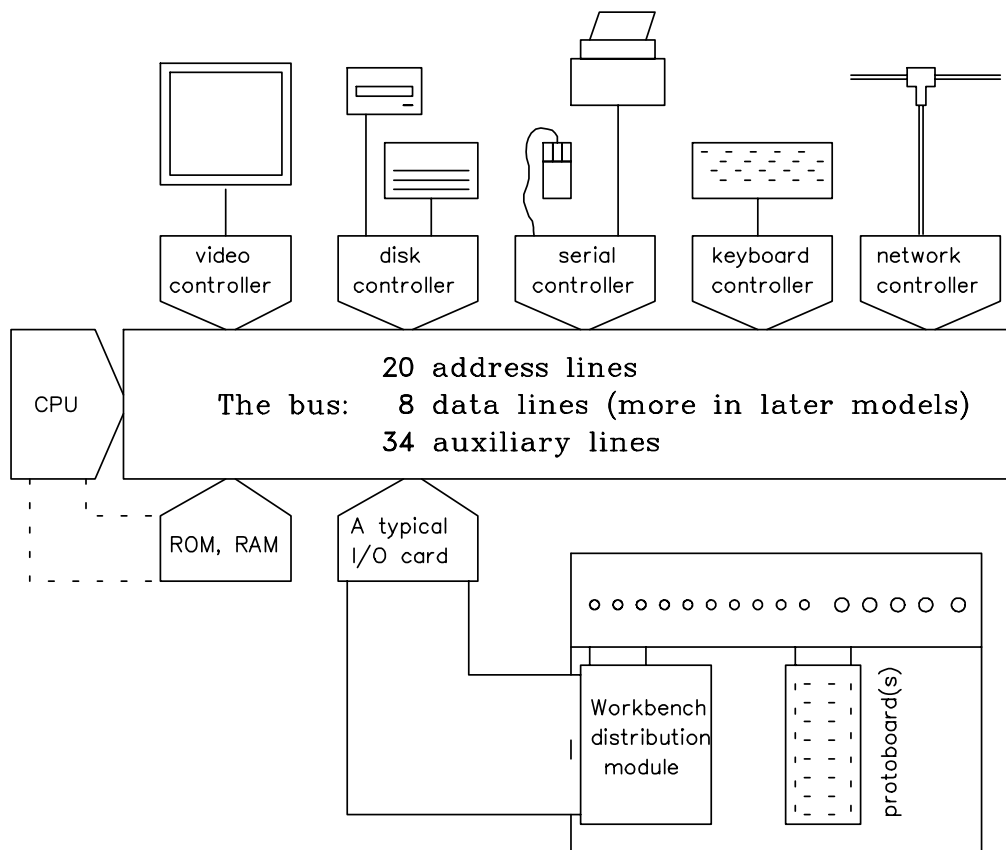 video
controller
disk
controller
serial
controller
keyboard
controller
network
controller
CPU
20 address lines
The bus: 8 data lines (more in later models)
34 auxiliary lines
ROM, RAM
A typical
I/O card
Workbench
distribution
module
protoboard(s)